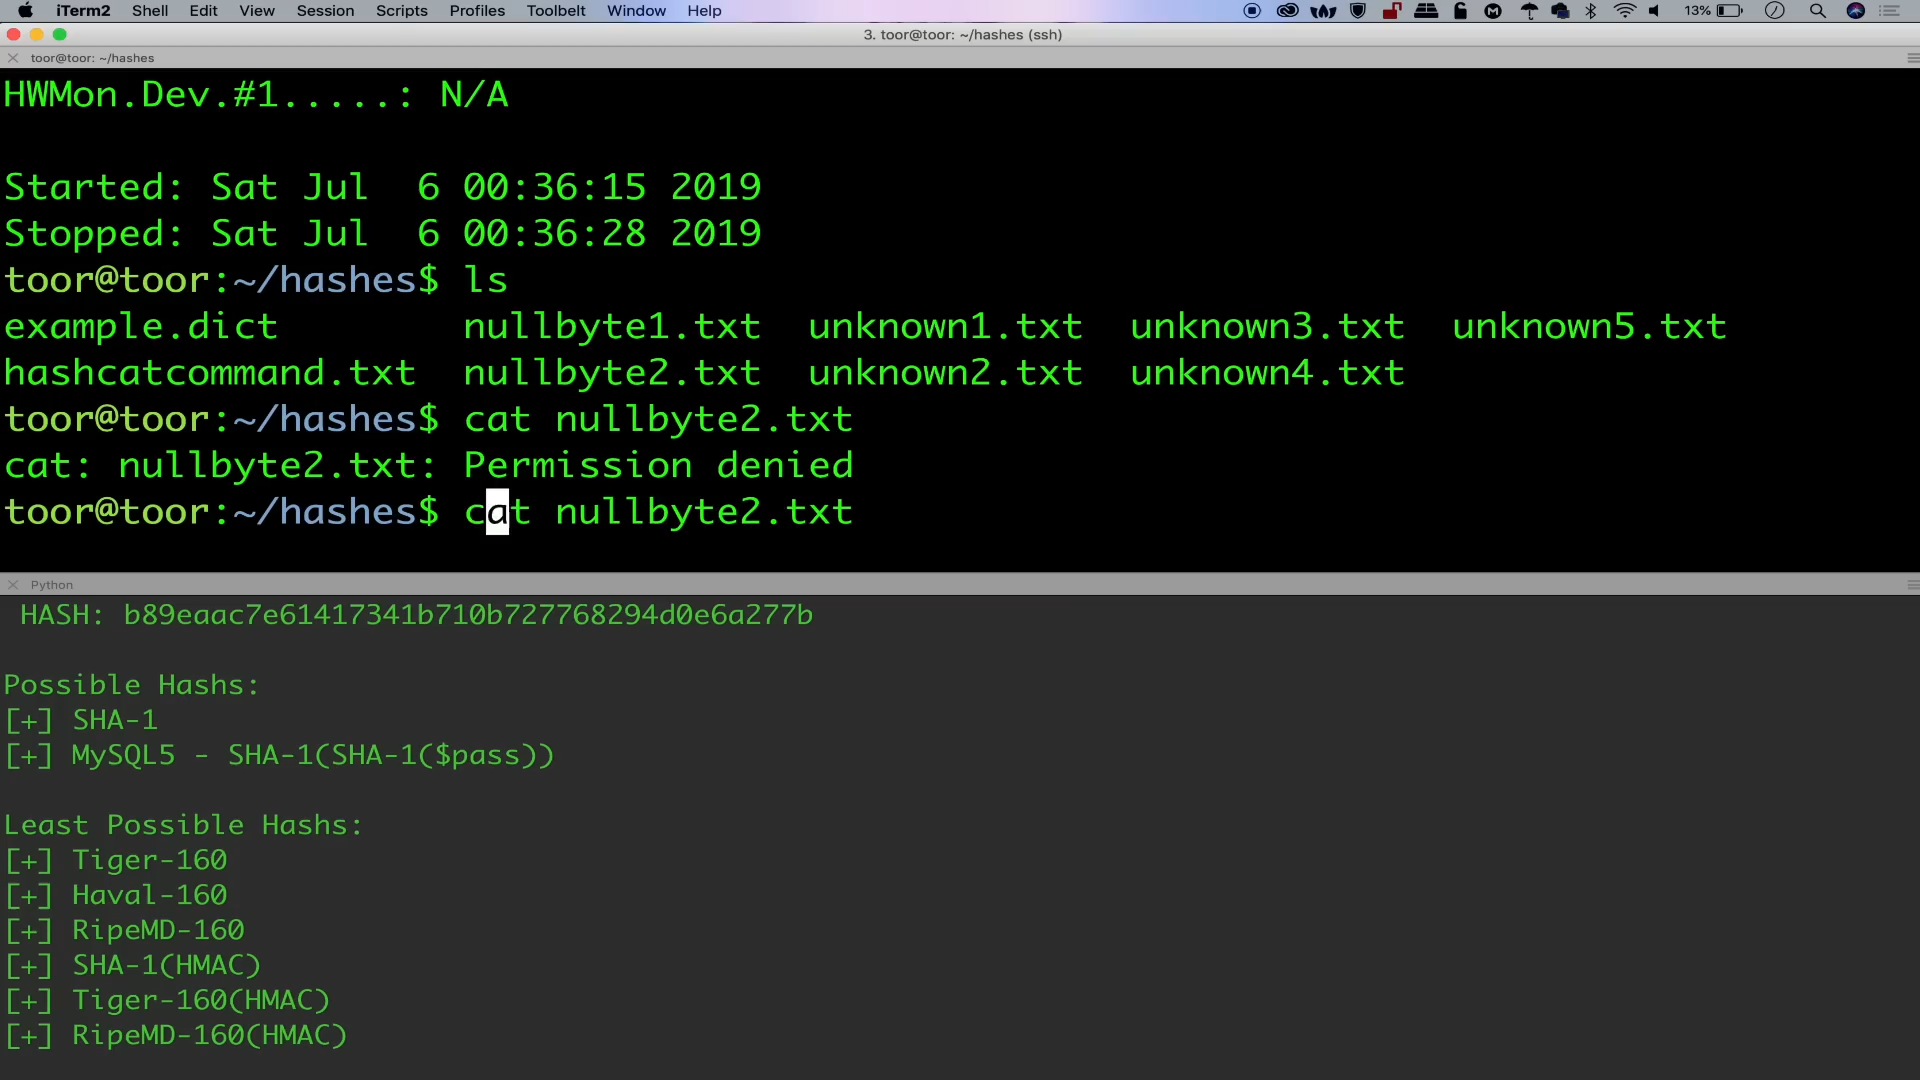 iTerm2 Shell Edit View Session Scripts Profiles Toolbelt Window Help 13%
3. toor@toor: ~/hashes (ssh)
toor@toor: ~/hashes
HWMon.Dev.#1.....: N/A
Started: Sat Jul  6 00:36:15 2019
Stopped: Sat Jul  6 00:36:28 2019
toor@toor:~/hashes$ ls
example.dict        nullbyte1.txt  unknown1.txt  unknown3.txt  unknown5.txt
hashcatcommand.txt  nullbyte2.txt  unknown2.txt  unknown4.txt
toor@toor:~/hashes$ cat nullbyte2.txt
cat: nullbyte2.txt: Permission denied
toor@toor:~/hashes$ cat nullbyte2.txt
Python
HASH: b89eaac7e61417341b710b727768294d0e6a277b
Possible Hashs:
[+] SHA-1
[+] MySQL5 - SHA-1(SHA-1($pass))
Least Possible Hashs:
[+] Tiger-160
[+] Haval-160
[+] RipeMD-160
[+] SHA-1(HMAC)
[+] Tiger-160(HMAC)
[+] RipeMD-160(HMAC)